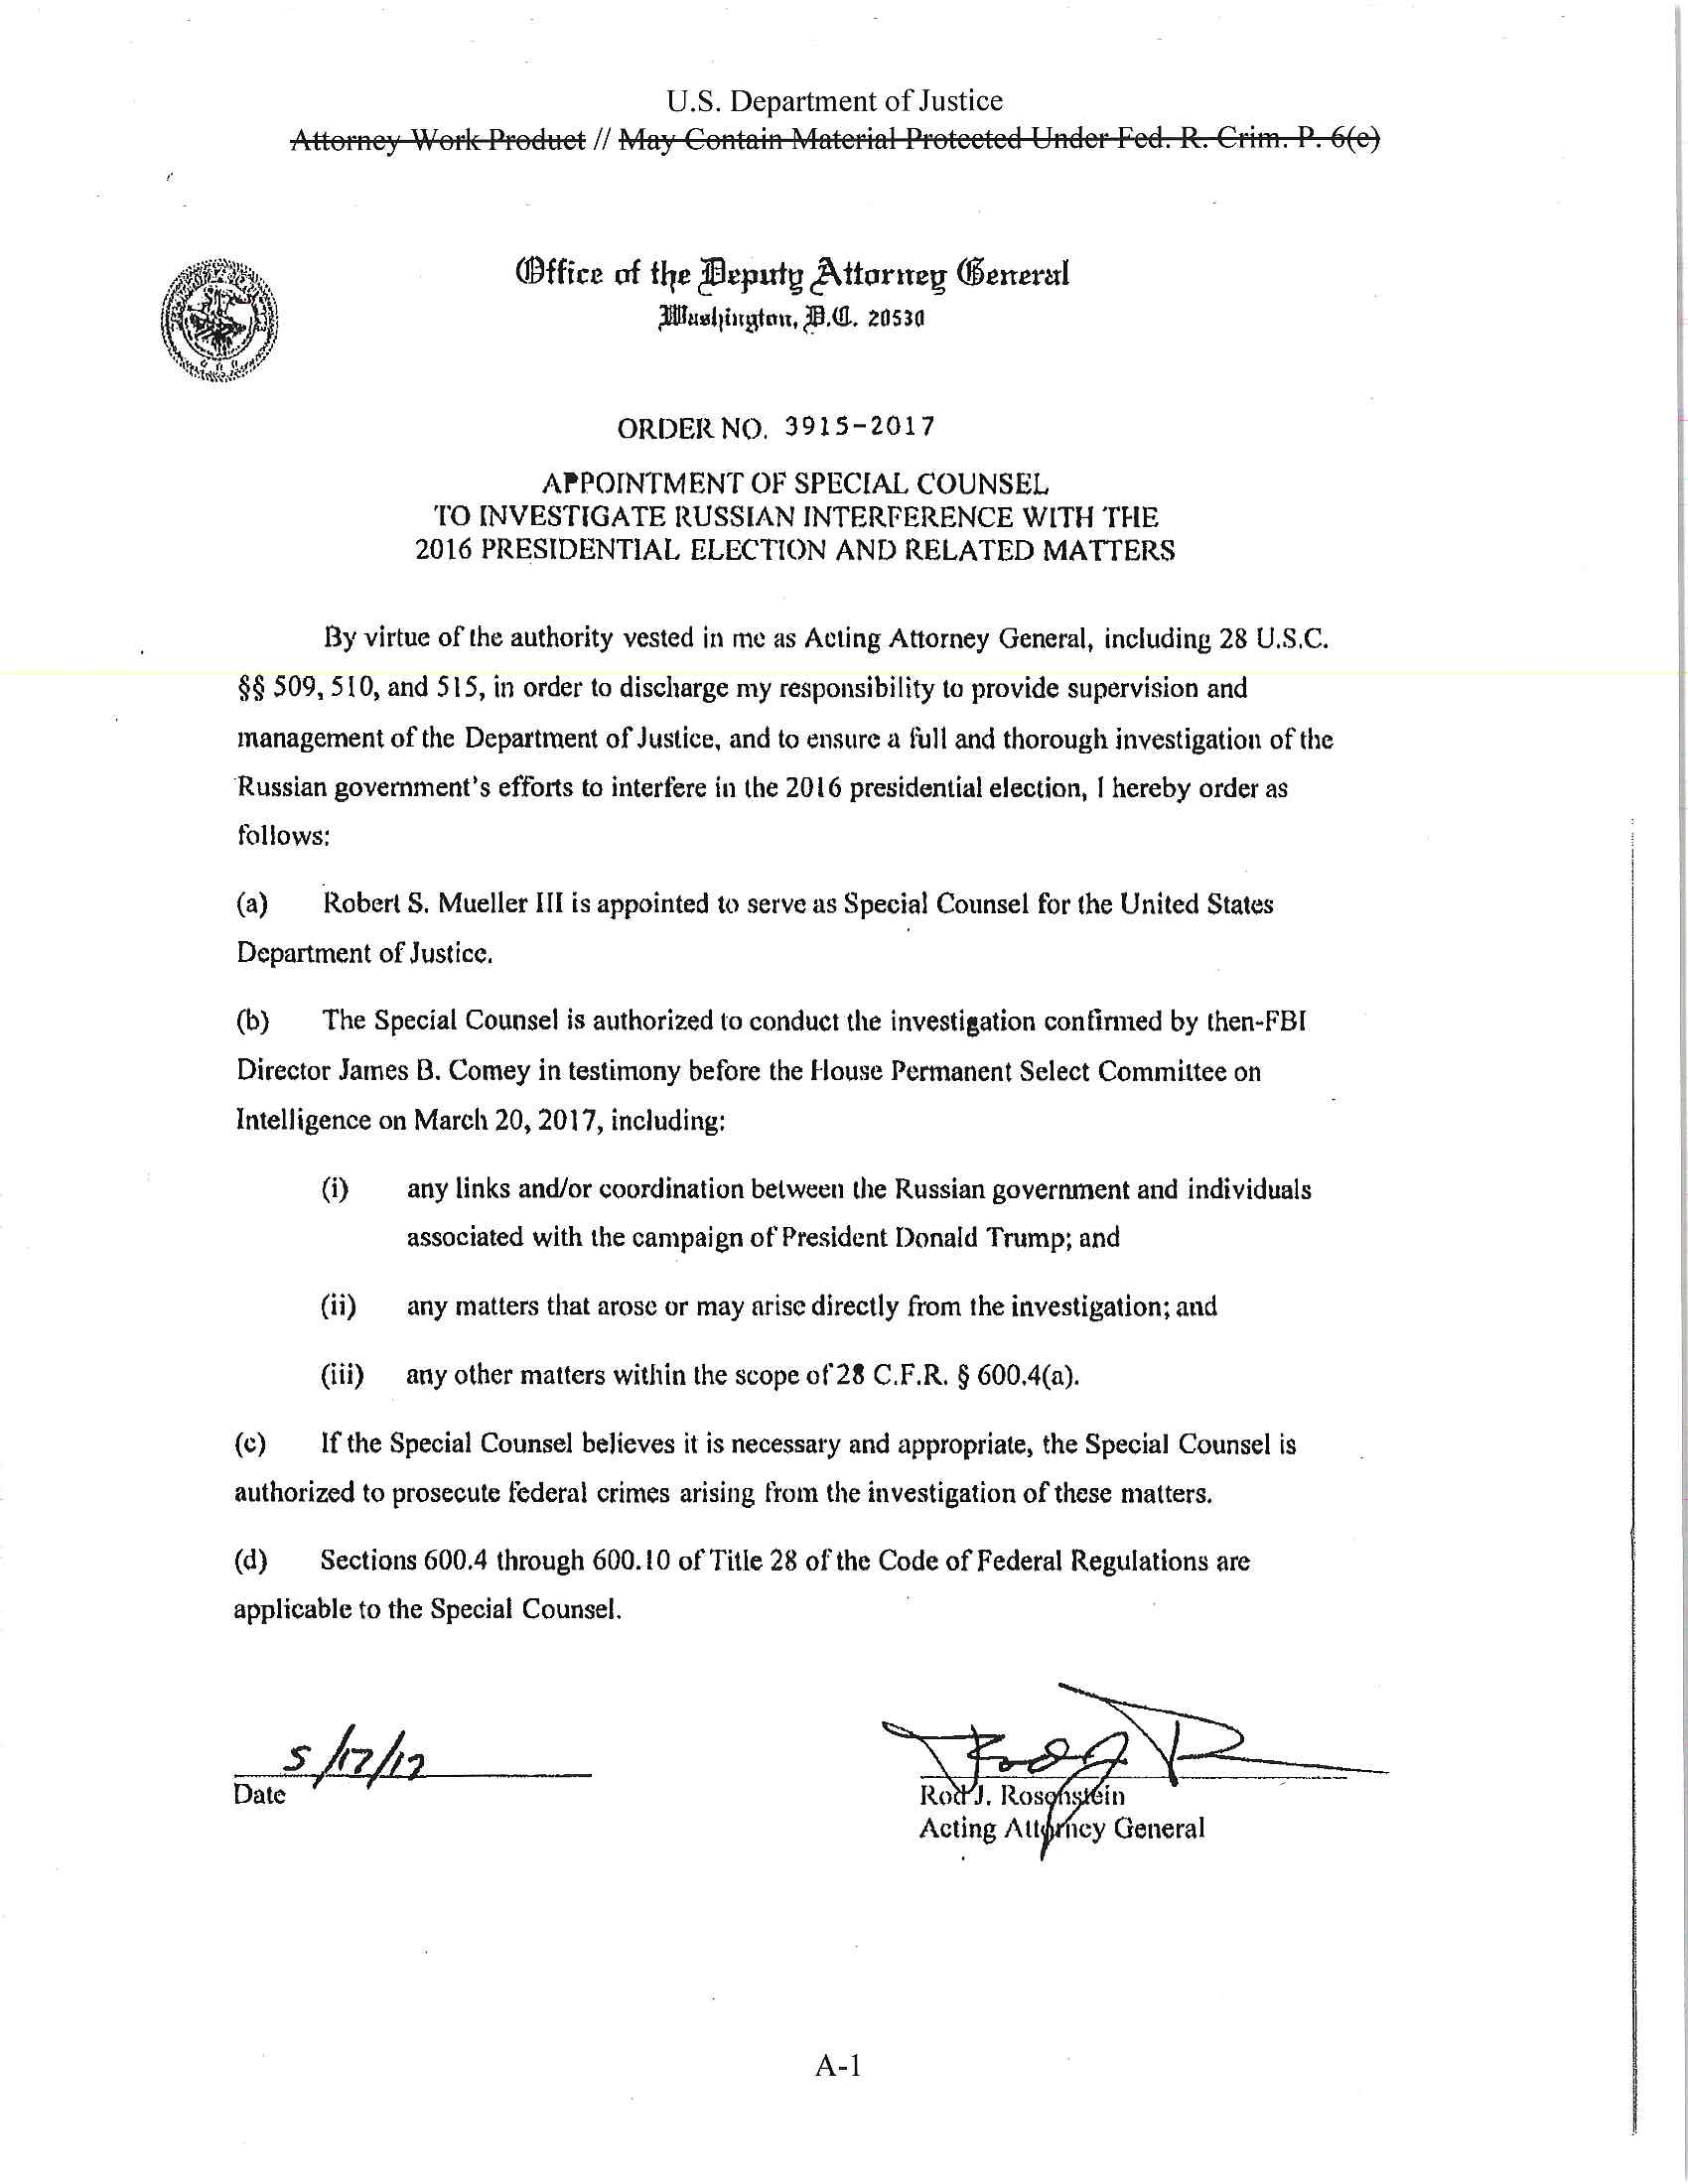 U.S. Department of Justice
Attorney Work Product // May Contain Material Protected Under Fed. R. Crim. P. 6(e)
Office of the Deputy Attorney General
Washington, D.C. 20530
ORDER NO. 3915-2017
APPOINTMENT OF SPECIAL COUNSEL
TO INVESTIGATE RUSSIAN INTERFERENCE WITH THE
2016 PRESIDENTIAL ELECTION AND RELATED MATTERS
By virtue of the authority vested in me as Acting Attorney General, including 28 U.S.C.
§§ 509, 510, and 515, in order to discharge my responsibility to provide supervision and
management of the Department of Justice, and to ensure a full and thorough investigation of the
Russian government's efforts to interfere in the 2016 presidential election, I hereby order as
follows:
(a) Robert S. Mueller III is appointed to serve as Special Counsel for the United States
Department of Justice.
(b) The Special Counsel is authorized to conduct the investigation confirmed by then-FBI
Director James B. Comey in testimony before the House Permanent Select Committee on
Intelligence on March 20, 2017, including:
(i) any links and/or coordination between the Russian government and individuals
associated with the campaign of President Donald Trump; and
(ii) any matters that arose or may arise directly from the investigation; and
(iii) any other matters within the scope of 28 C.F.R. § 600.4(a).
(c) If the Special Counsel believes it is necessary and appropriate, the Special Counsel is
authorized to prosecute federal crimes arising from the investigation of these matters.
(d) Sections 600.4 through 600.10 of Title 28 of the Code of Federal Regulations are
applicable to the Special Counsel.
5/17/17
Date
Rod J. Rosenstein
Acting Attorney General
A-1